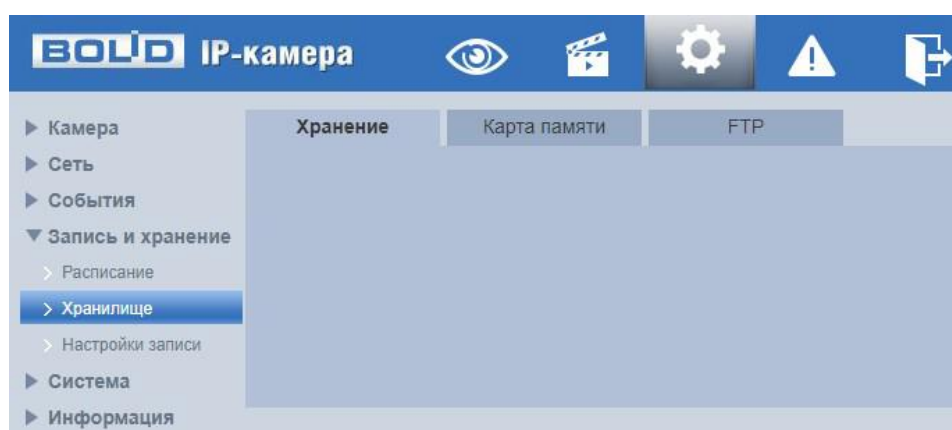 BOLID IP-камера
Хранение Карта памяти FTP
Камера
Сеть
События
Запись и хранение
Расписание
Хранилище
Настройки записи
Система
Информация